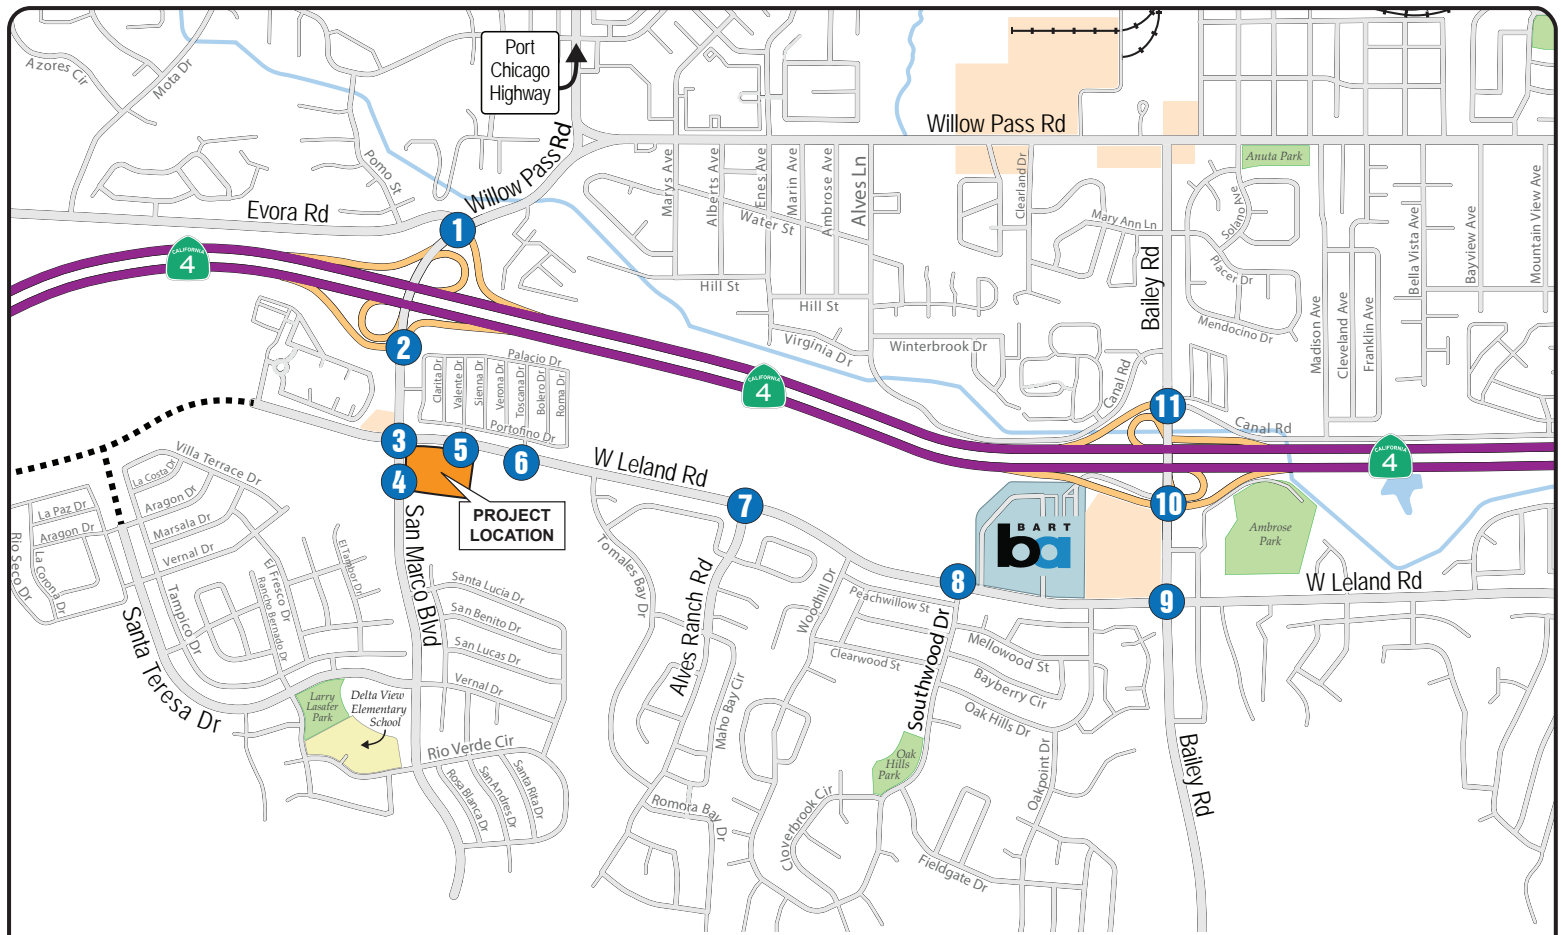 Port
Chicago
Highway
Azores Cir
Mota Dr
Pomo St
Willow Pass Rd
Willow Pass Rd
Evora Rd
Anuta Park
Marys Ave
Alberts Ave
Enes Ave
Marin Ave
Ambrose Ave
Alves Ln
Clearland Dr
Water St
Mary Ann Ln
Solano Ave
Placer Dr
Mendocino Dr
Bailey Rd
Madison Ave
Cleveland Ave
Franklin Ave
Bella Vista Ave
Bayview Ave
Mountain View Ave
1
CALIFORNIA
4
Hill St
Hill St
Virginia Dr
Winterbrook Dr
Canal Rd
2
Palacio Dr
Clarita Dr
Valente Dr
Sienna Dr
Verona Dr
Toscana Dr
Bolero Dr
Roma Dr
Portofino Dr
CALIFORNIA
4
11
Canal Rd
CALIFORNIA
4
3
5
6
4
W Leland Rd
7
10
PROJECT
LOCATION
BART
ba
Ambrose
Park
Villa Terrace Dr
La Costa Dr
Aragon Dr
Marsala Dr
Vernal Dr
La Paz Dr
Aragon Dr
La Corona Dr
Rio Seco Dr
El Tambor Dr
El Fresco Dr
Rancho Bernado Dr
Tampico Dr
Santa Teresa Dr
San Marco Blvd
Santa Lucia Dr
San Benito Dr
San Lucas Dr
Vernal Dr
Tomales Bay Dr
Alves Ranch Rd
Maho Bay Cir
Woodhill Dr
8
9
W Leland Rd
Peachwillow St
Clearwood St
Southwood Dr
Mellowood St
Bayberry Cir
Oak Hills Dr
Larry
Lasater
Park
Delta View
Elementary
School
Rio Verde Cir
Rosa Blanca Dr
San Andres Dr
Santa Rita Dr
Romora Bay Dr
Cloverbrook Cir
Oak
Hills
Park
Oakpoint Dr
Fieldgate Dr
Bailey Rd